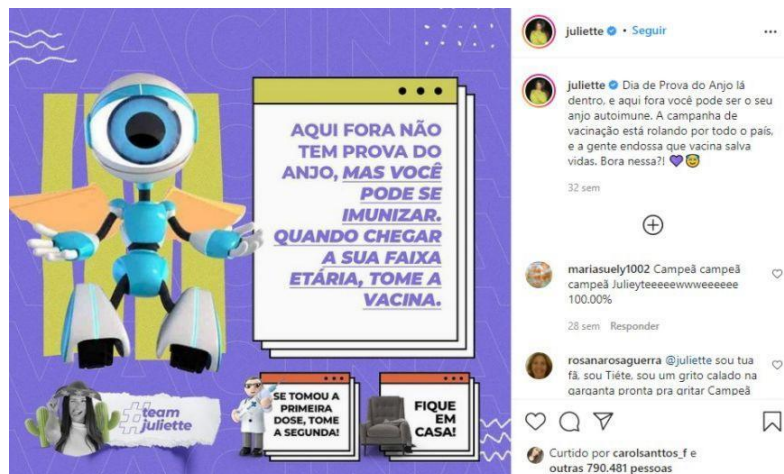 VACINA
AQUI FORA NÃO
TEM PROVA DO
ANJO, MAS VOCÊ
PODE SE
IMUNIZAR.
QUANDO CHEGAR
A SUA FAIXA
ETÁRIA, TOME A
VACINA.
#team
juliette
SE TOMOU A
PRIMEIRA
DOSE, TOME
A SEGUNDA!
FIQUE
EM
CASA!
juliette • Seguir
juliette Dia de Prova do Anjo lá
dentro, e aqui fora você pode ser o seu
anjo autoimune. A campanha de
vacinação está rolando por todo o país,
e a gente endossa que vacina salva
vidas. Bora nessa?! 💜😇
32 sem
mariasuely1002 Campeã campeã
campeã Julieyteeeeewwweeeeee
100.00%
28 sem Responder
rosanarosaguerra @juliette sou tua
fã, sou Tiéte, sou um grito calado na
garganta pronta pra gritar Campeã
Curtido por carolsanttos_f e
outras 790.481 pessoas